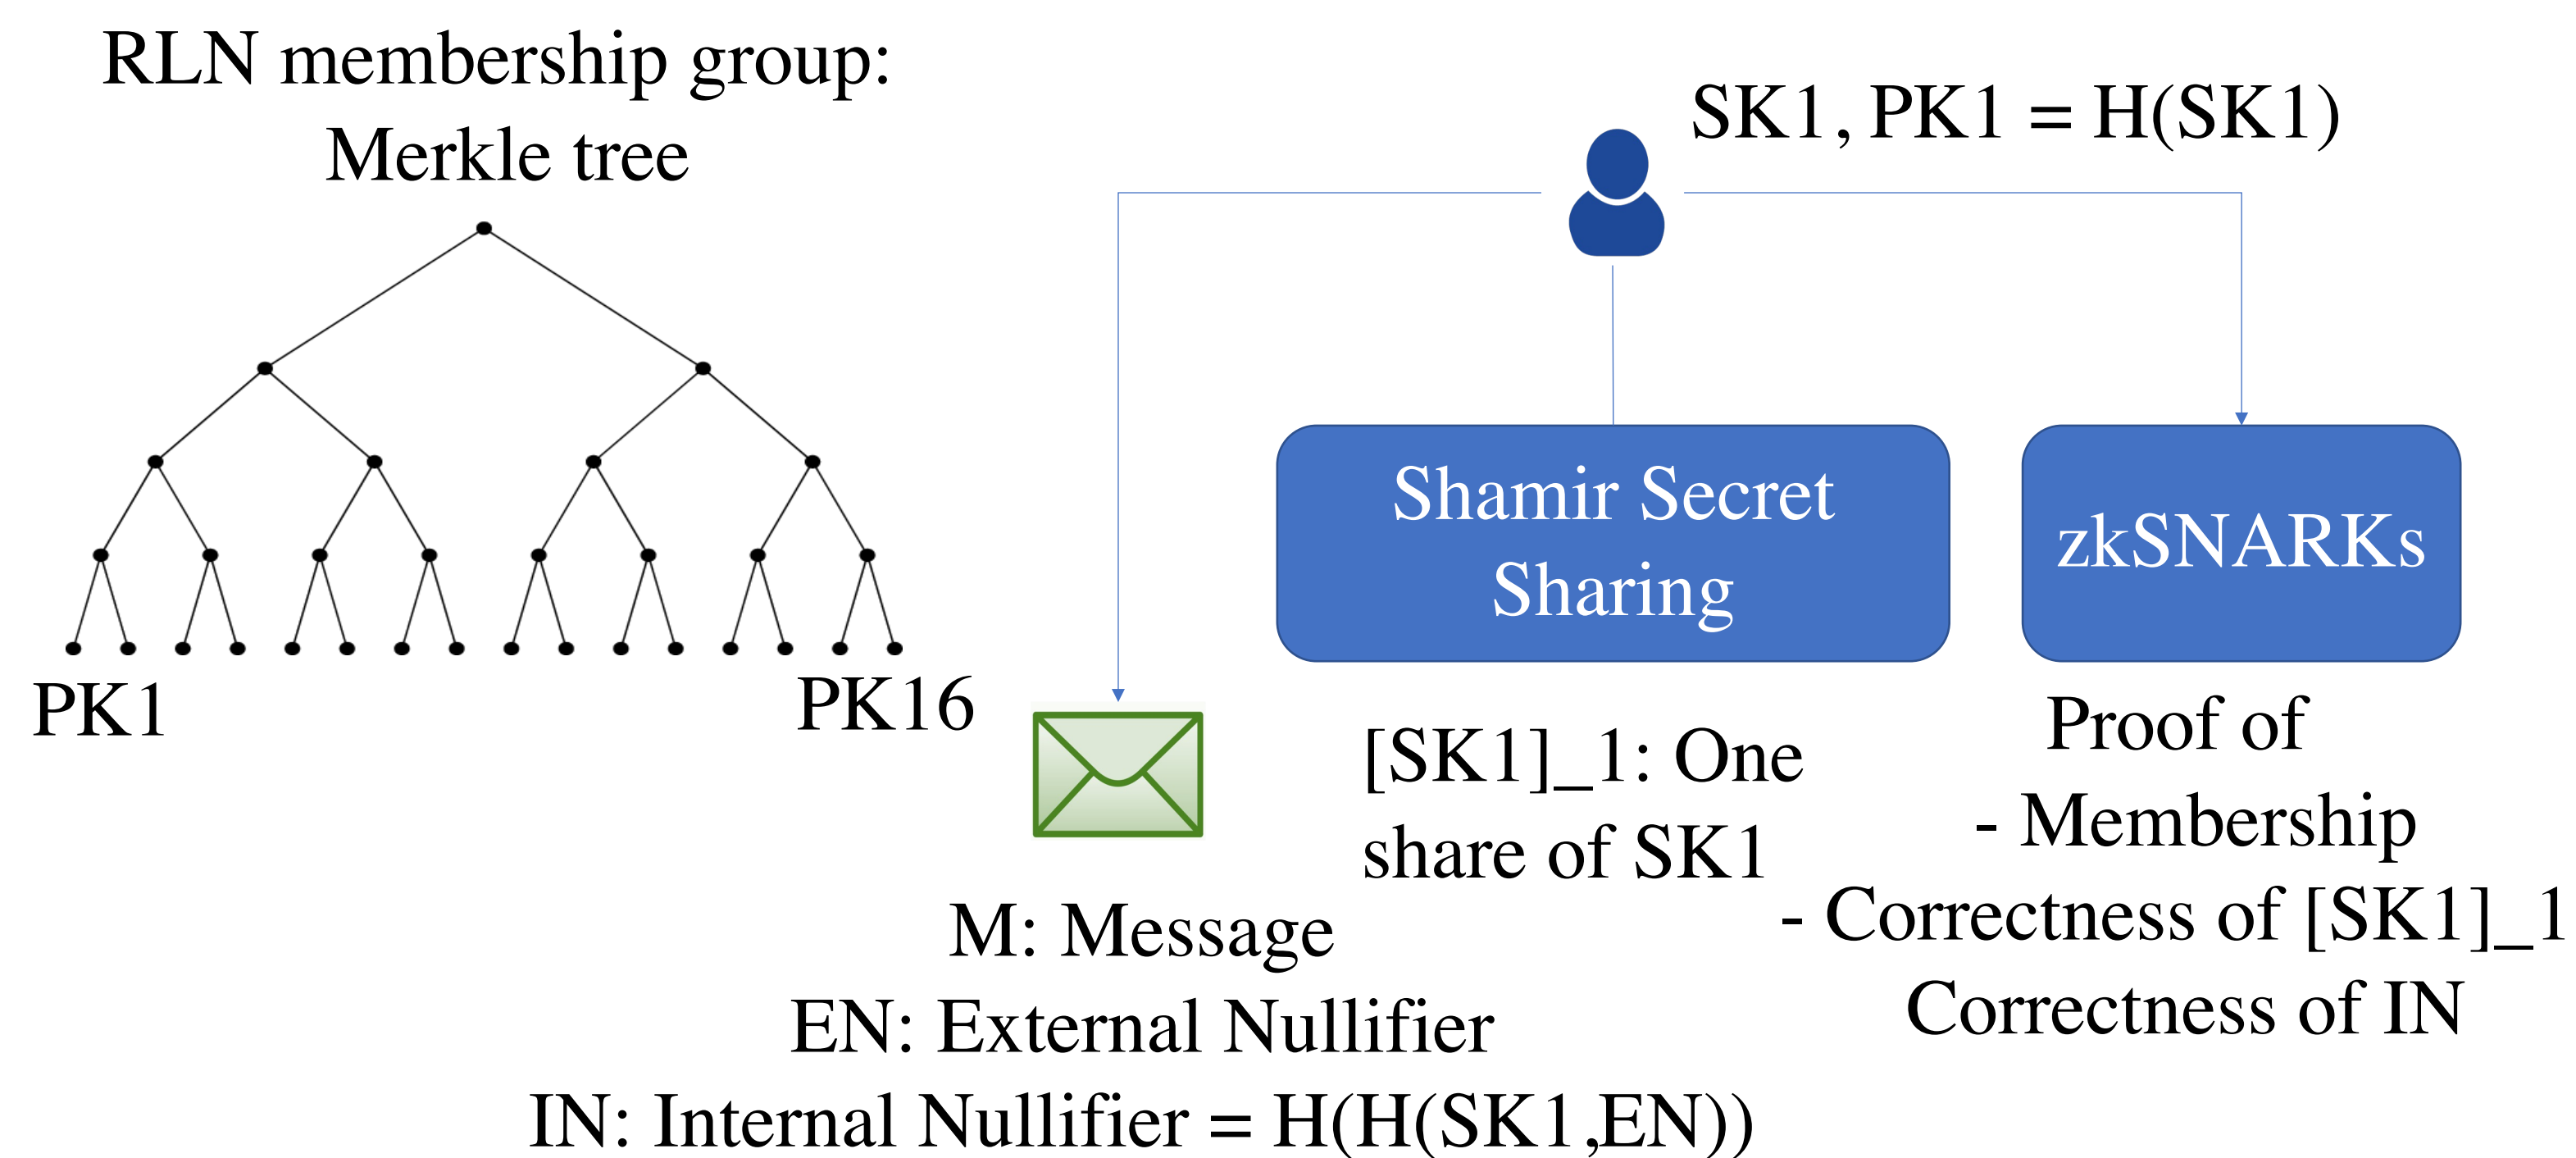 RLN membership group:
Merkle tree
PK1
PK16
SK1, PK1 = H(SK1)
Shamir Secret
Sharing
zkSNARKs
[SK1]_1: One
share of SK1
Proof of
- Membership
- Correctness of [SK1]_1
Correctness of IN
M: Message
EN: External Nullifier
IN: Internal Nullifier = H(H(SK1,EN))